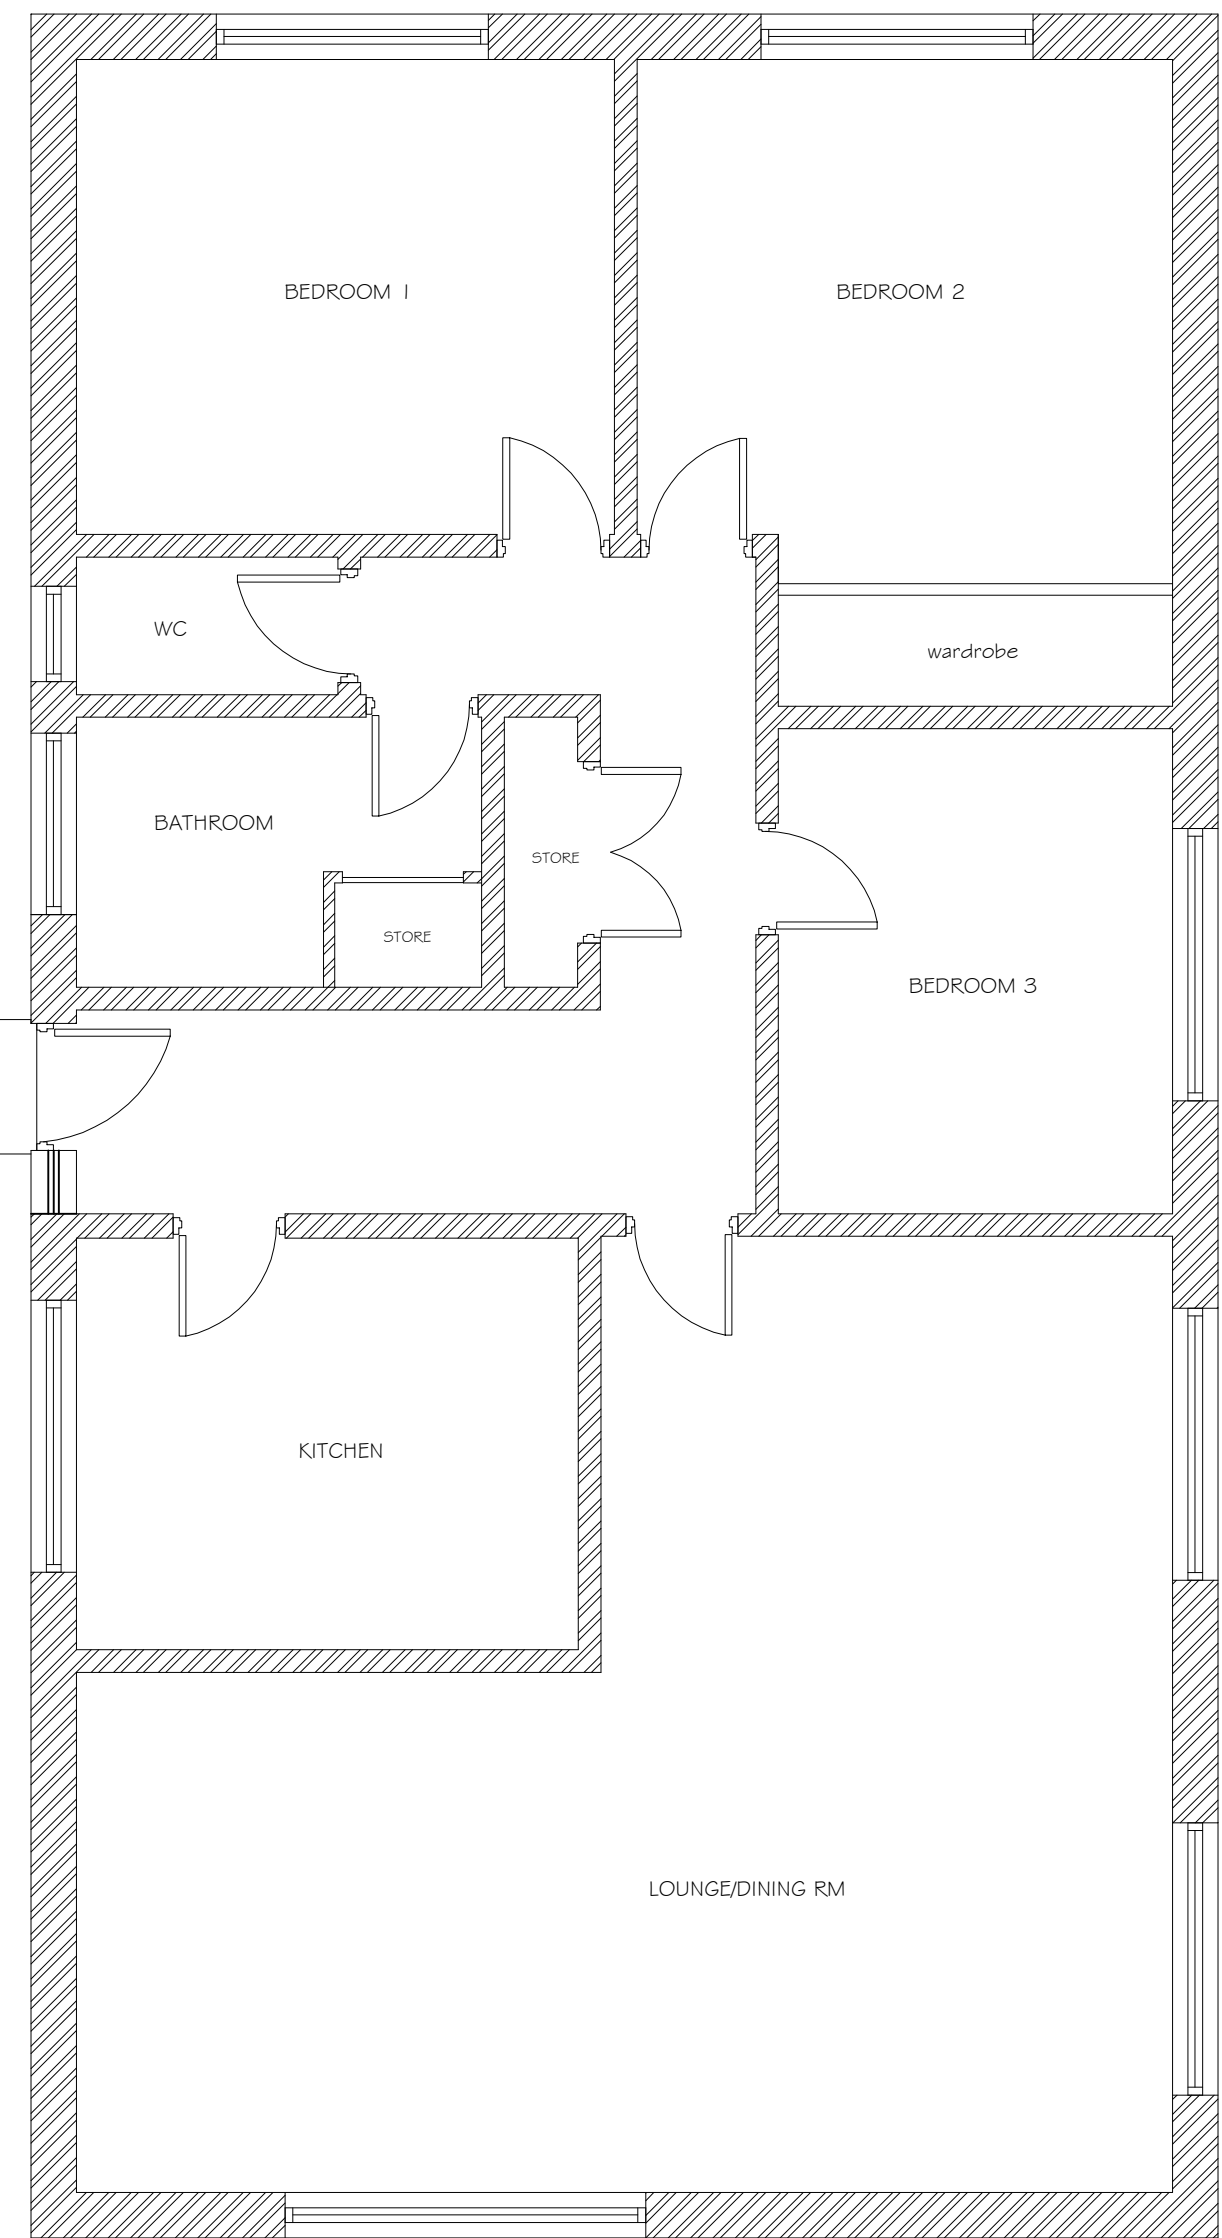 BEDROOM 1
BEDROOM 2
WC
wardrobe
BATHROOM
STORE
STORE
BEDROOM 3
KITCHEN
LOUNGE/DINING RM